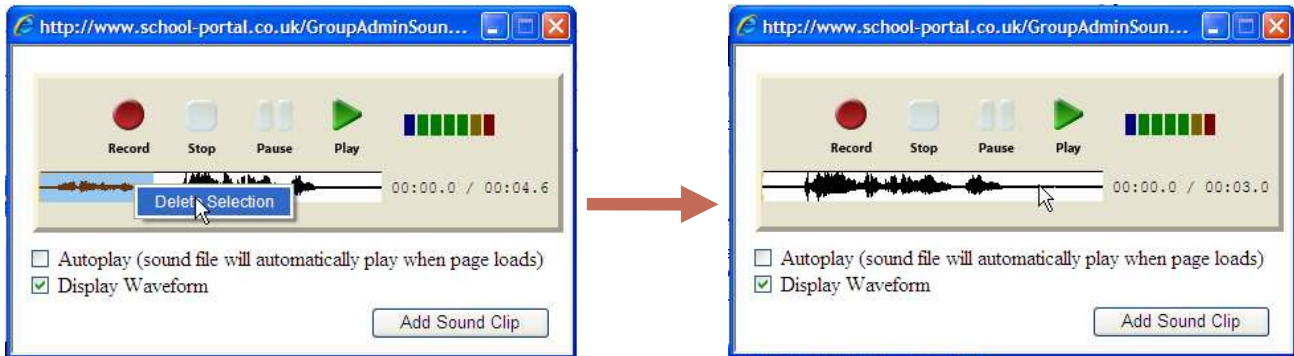 http://www.school-portal.co.uk/GroupAdminSoun...
Record Stop Pause Play
00:00.0 / 00:04.6
Delete Selection
Autoplay (sound file will automatically play when page loads)
Display Waveform
Add Sound Clip
http://www.school-portal.co.uk/GroupAdminSoun...
Record Stop Pause Play
00:00.0 / 00:03.0
Autoplay (sound file will automatically play when page loads)
Display Waveform
Add Sound Clip